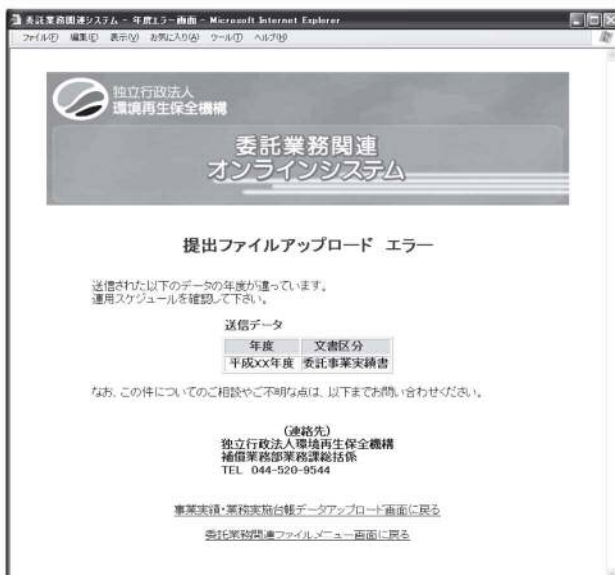 委託業務関連システム - 年度エラー画面 - Microsoft Internet Explorer
ファイル(F) 編集(E) 表示(V) お気に入り(A) ツール(T) ヘルプ(H)
独立行政法人
環境再生保全機構
委託業務関連
オンラインシステム
提出ファイルアップロード エラー
送信された以下のデータの年度が違っています。
運用スケジュールを確認して下さい。
送信データ
年度 文書区分
平成XX年度 委託事業実績書
なお、この件についてのご相談やご不明な点は、以下までお問い合わせください。
(連絡先)
独立行政法人環境再生保全機構
補償業務部業務課総括係
TEL 044-520-9544
事業実績・業務実施台帳データアップロード画面に戻る
委託業務関連ファイルメニュー画面に戻る